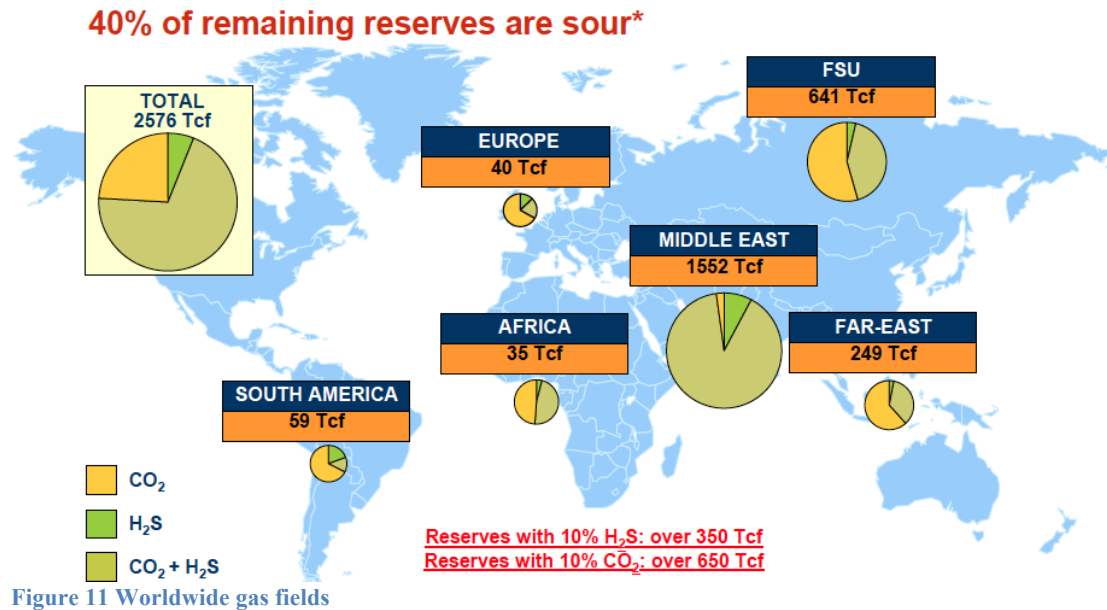 40% of remaining reserves are sour*
TOTAL
2576 Tcf
FSU
641 Tcf
EUROPE
40 Tcf
MIDDLE EAST
1552 Tcf
AFRICA
35 Tcf
FAR-EAST
249 Tcf
SOUTH AMERICA
59 Tcf
CO₂
H₂S
CO₂ + H₂S
Reserves with 10% H₂S: over 350 Tcf
Reserves with 10% CO₂: over 650 Tcf
Figure 11 Worldwide gas fields